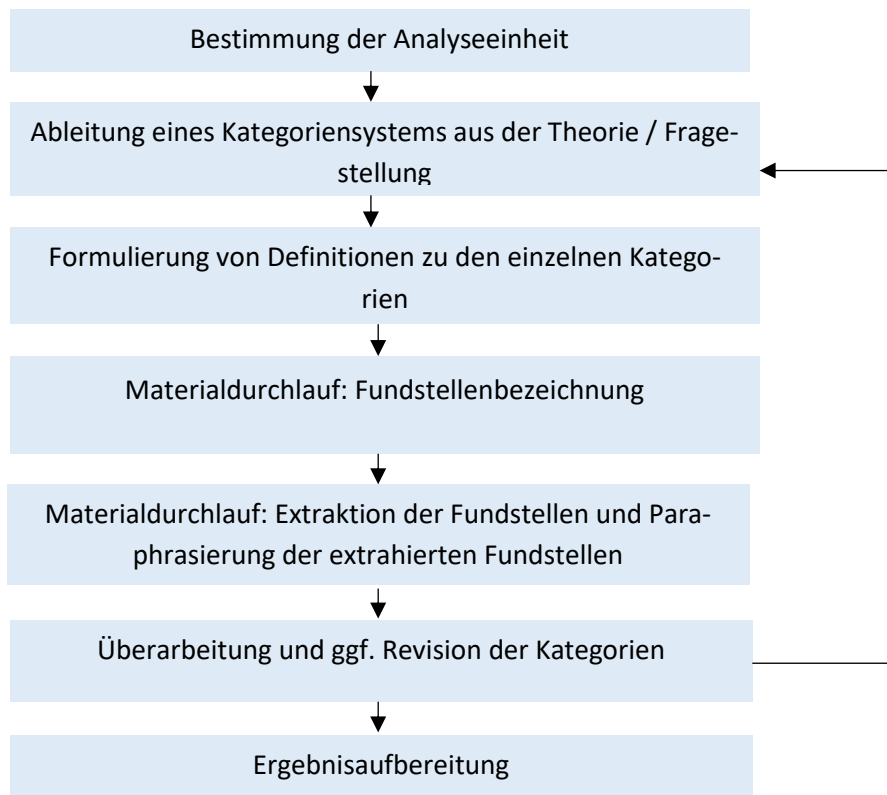 Bestimmung der Analyseeinheit
Ableitung eines Kategoriensystems aus der Theorie / Frage-
stellung
Formulierung von Definitionen zu den einzelnen Katego-
rien
Materialdurchlauf: Fundstellenbezeichnung
Materialdurchlauf: Extraktion der Fundstellen und Para-
phrasierung der extrahierten Fundstellen
Überarbeitung und ggf. Revision der Kategorien
Ergebnisaufbereitung